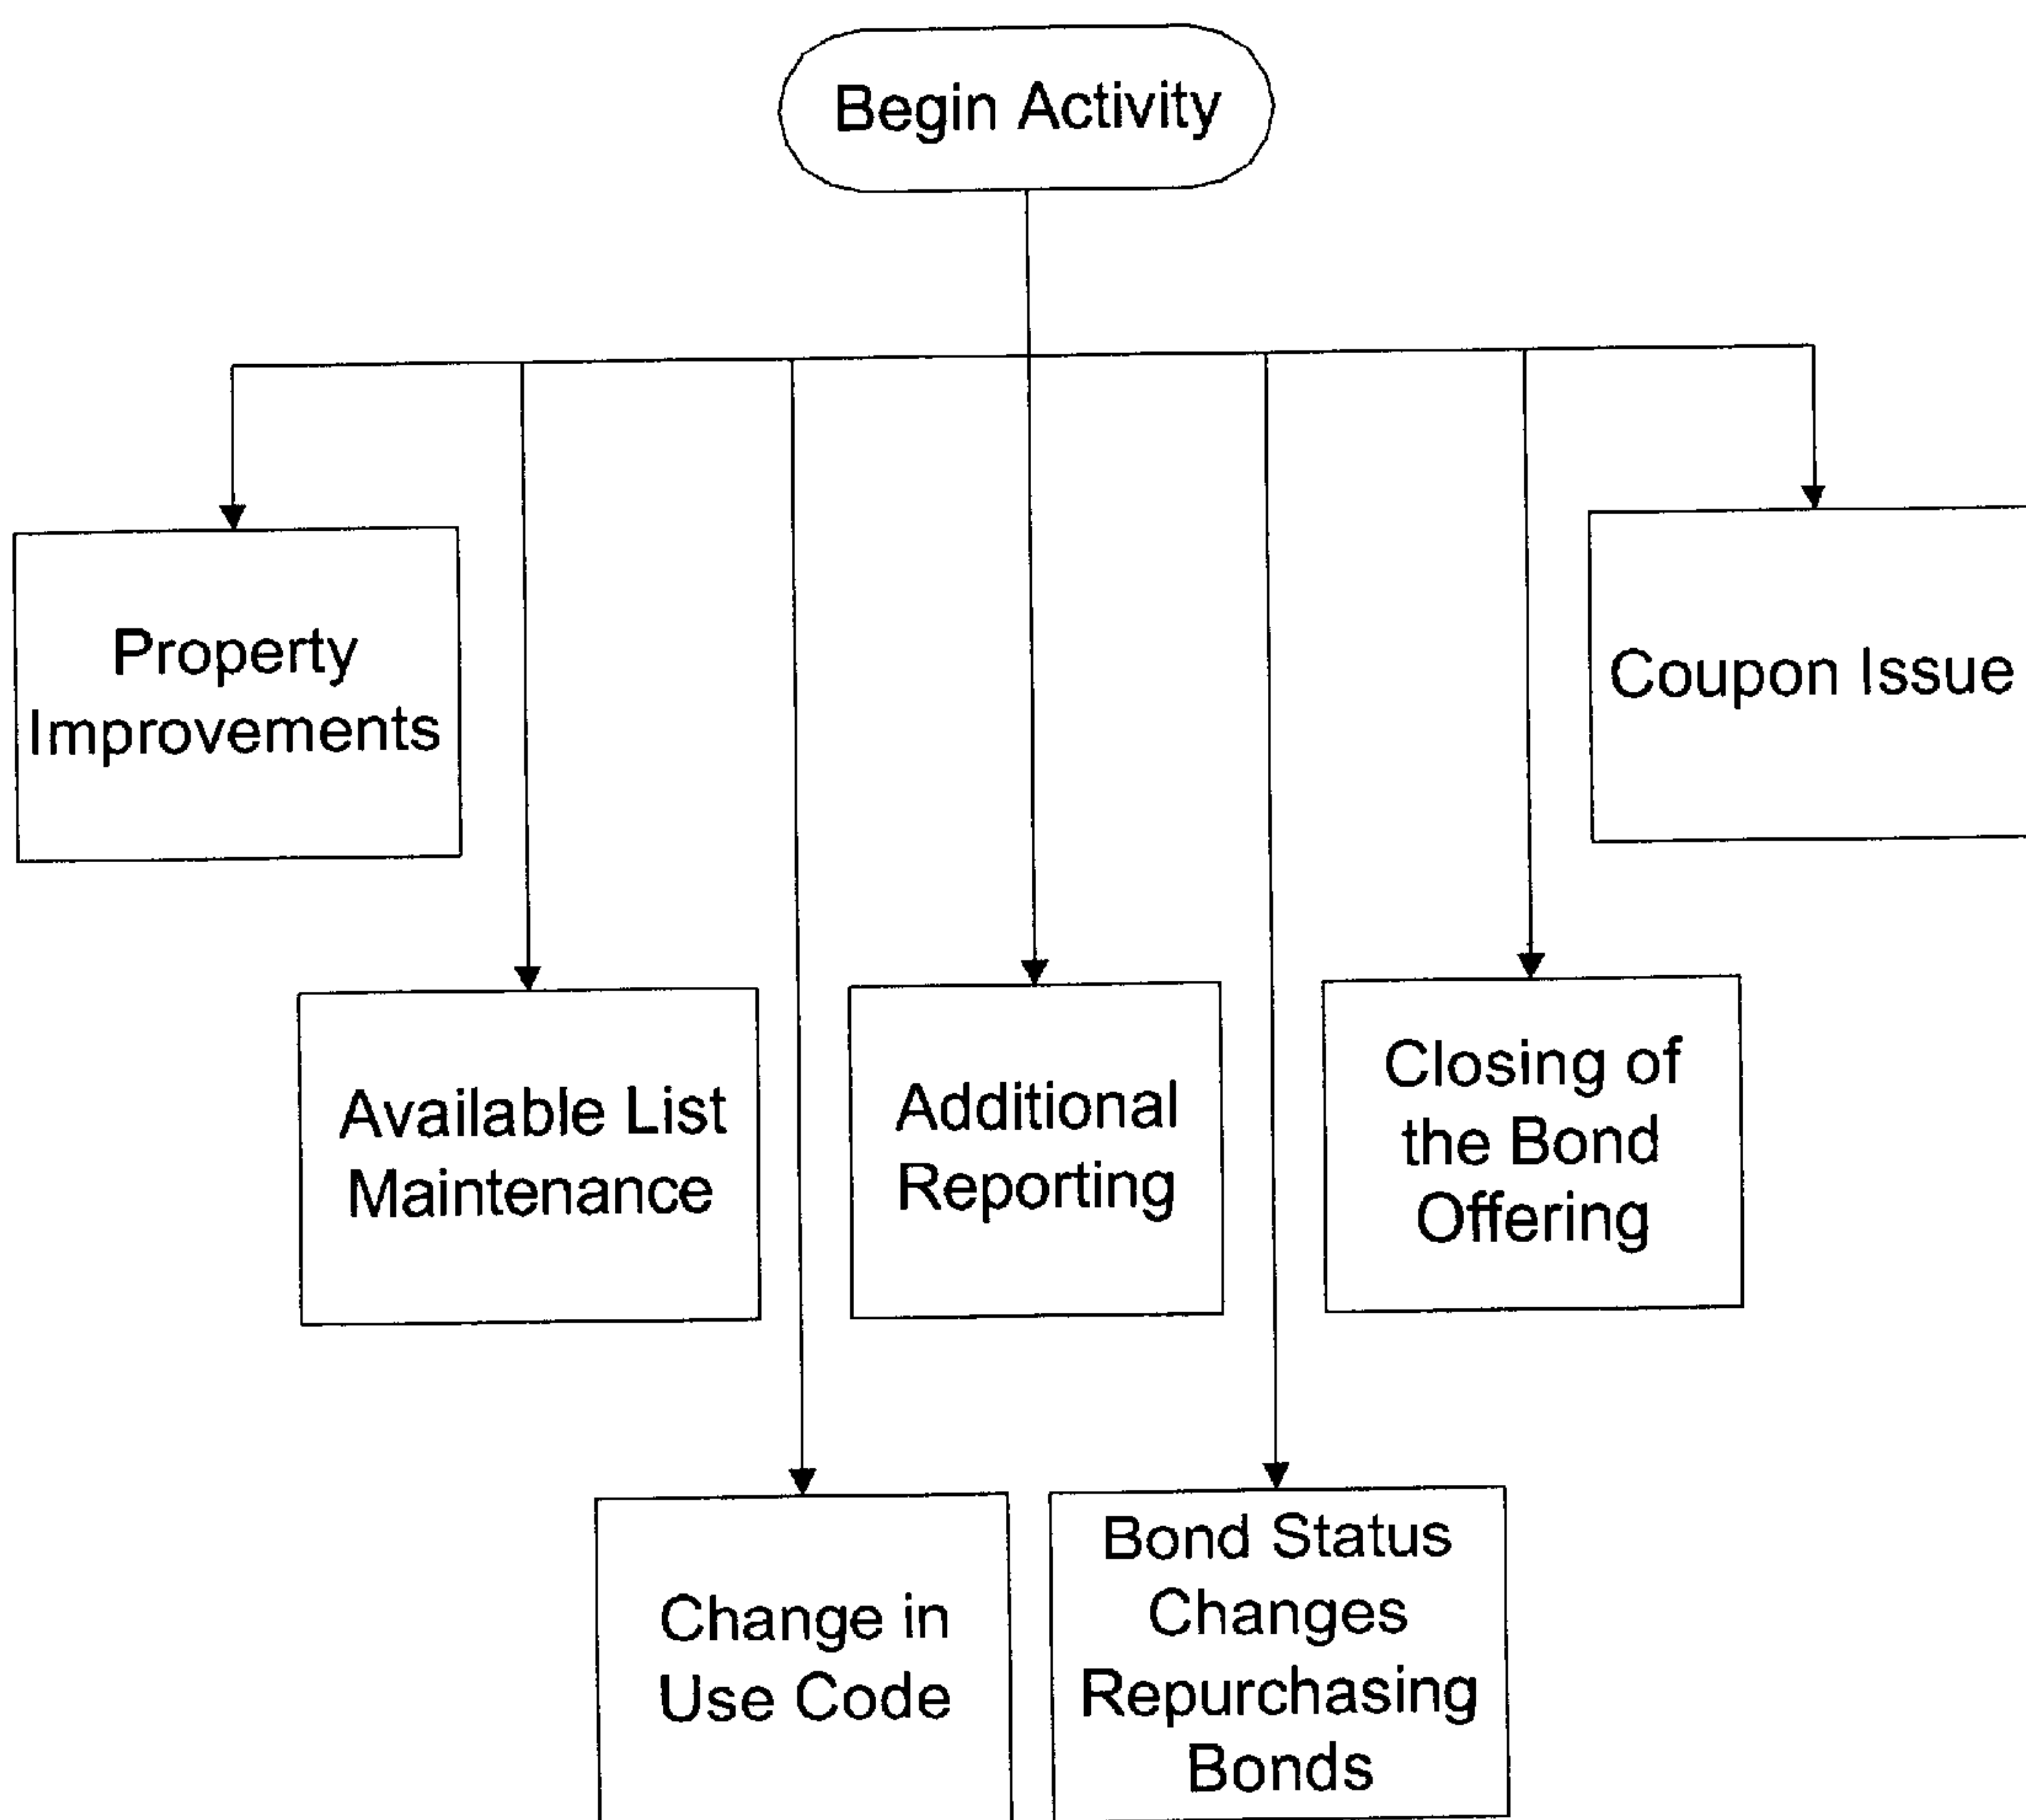 Begin Activity
Property
Improvements
Coupon Issue
Available List
Maintenance
Additional
Reporting
Closing of
the Bond
Offering
Change in
Use Code
Bond Status
Changes
Repurchasing
Bonds